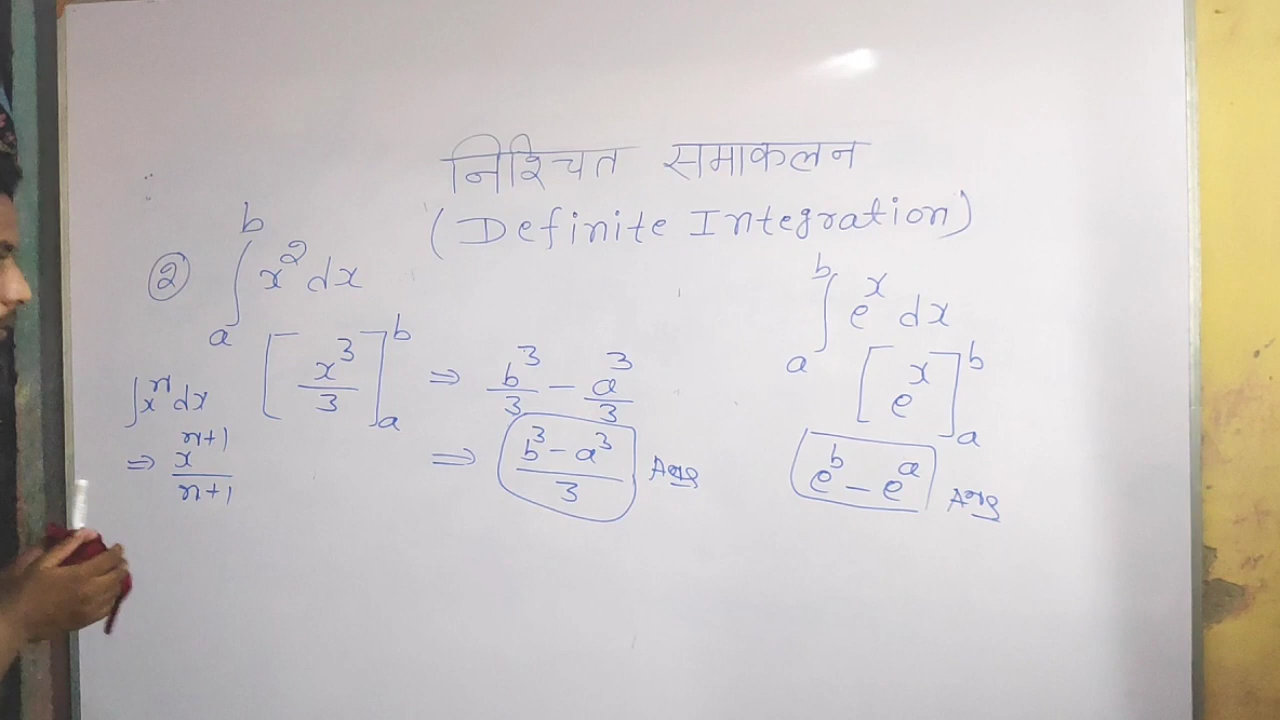 निश्चित समाकलन
(Definite Integration)
② ∫ₐᵇ x² dx
[x³/3]ₐᵇ ⇒ b³/3 − a³/3
⇒ (b³ − a³)/3 Ans
∫xⁿ dx
⇒ xⁿ⁺¹/(n+1)
∫ₐᵇ eˣ dx
[eˣ]ₐᵇ
eᵇ − eᵃ Ans